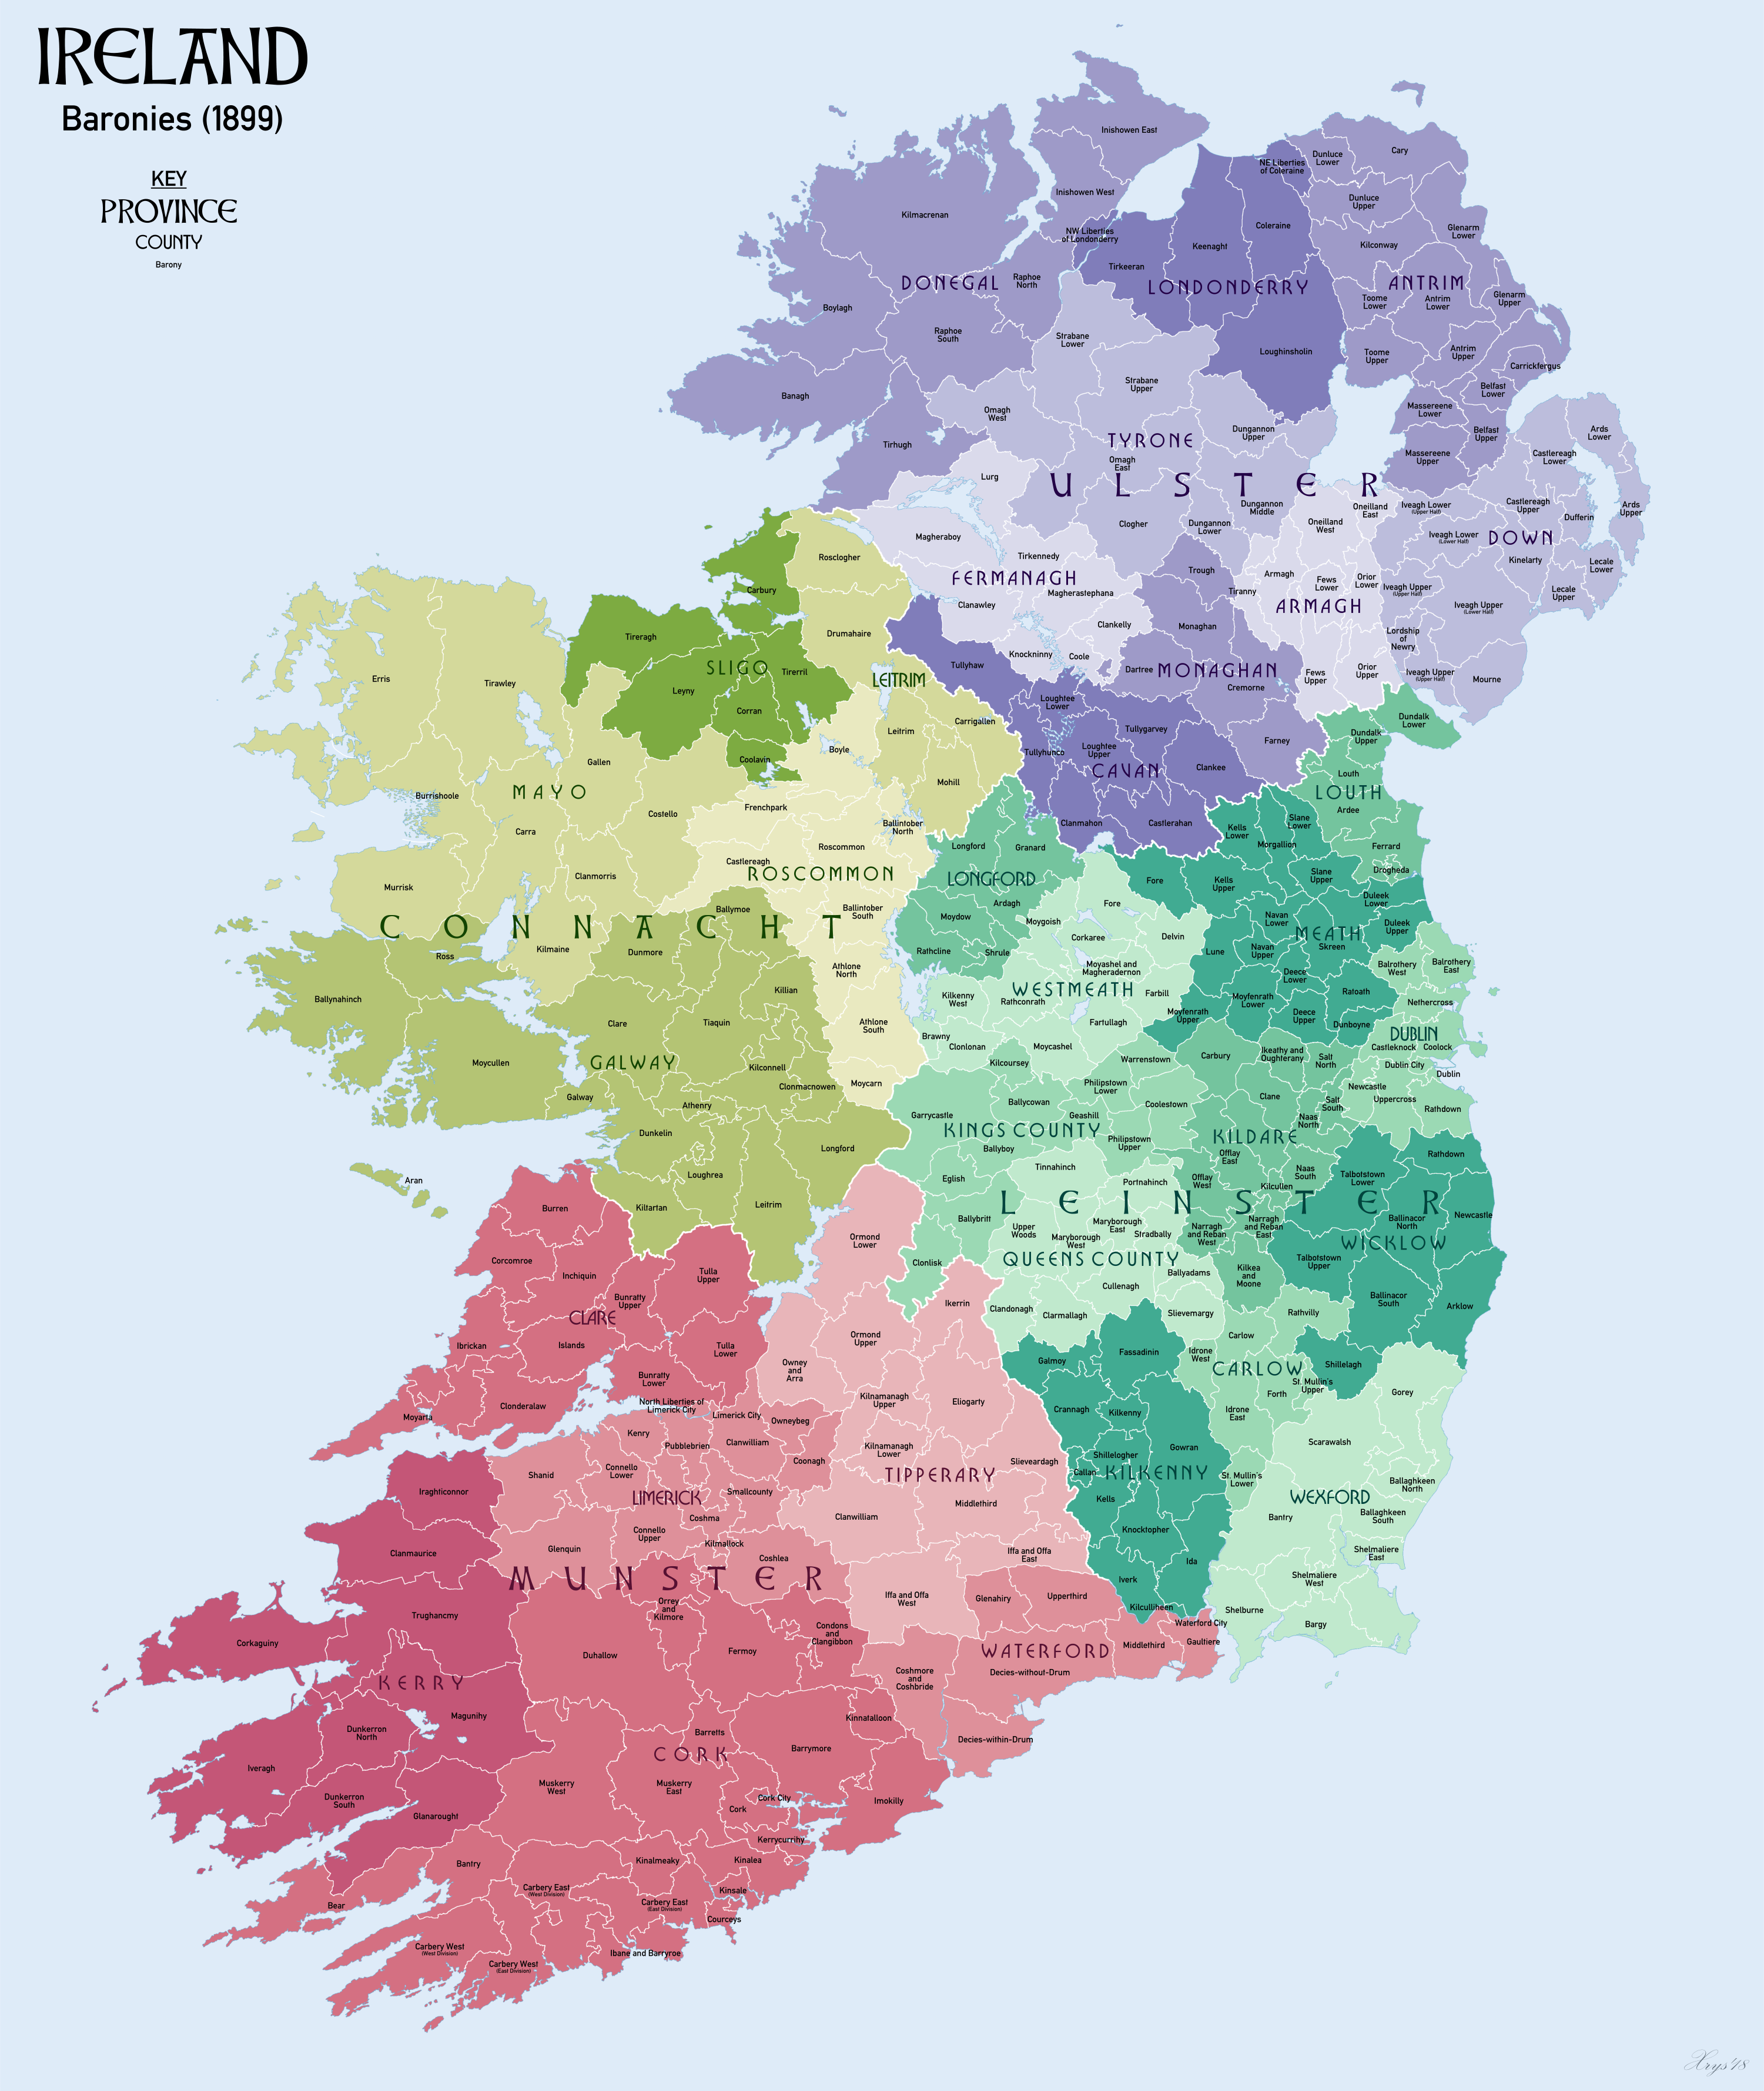 IRELAND
Baronies (1899)
KEY
PROVINCE
COUNTY
Barony
ULSTER
DONEGAL
Inishowen East
Inishowen West
Kilmacrenan
Raphoe
North
Raphoe
South
Boylagh
Banagh
Tirhugh
LONDONDERRY
NE Liberties
of Coleraine
NW Liberties
of Londonderry
Coleraine
Keenaght
Tirkeeran
Loughinsholin
ANTRIM
Dunluce
Lower
Cary
Dunluce
Upper
Glenarm
Lower
Kilconway
Toome
Lower
Antrim
Lower
Glenarm
Upper
Toome
Upper
Antrim
Upper
Carrickfergus
Belfast
Lower
Massereene
Lower
Belfast
Upper
Massereene
Upper
TYRONE
Strabane
Lower
Strabane
Upper
Omagh
West
Omagh
East
Dungannon
Upper
Dungannon
Middle
Dungannon
Lower
Clogher
DOWN
Ards
Lower
Castlereagh
Lower
Castlereagh
Upper
Dufferin
Ards
Upper
Iveagh Lower
(Upper Half)
Iveagh Lower
(Lower Half)
Kinelarty
Lecale
Lower
Lecale
Upper
Iveagh Upper
(Upper Half)
Iveagh Upper
(Lower Half)
Lordship
of
Newry
Iveagh Upper
(Upper Half)
Mourne
ARMAGH
Oneilland
East
Oneilland
West
Armagh
Tiranny
Fews
Lower
Orior
Lower
Fews
Upper
Orior
Upper
FERMANAGH
Lurg
Magheraboy
Tirkennedy
Magherastephana
Clanawley
Clankelly
Knockninny
Coole
MONAGHAN
Trough
Monaghan
Dartree
Cremorne
Farney
CAVAN
Tullyhaw
Loughtee
Lower
Tullygarvey
Tullyhunco
Loughtee
Upper
Clankee
Clanmahon
Castlerahan
CONNACHT
LEITRIM
Rosclogher
Drumahaire
Leitrim
Carrigallen
Mohill
SLIGO
Carbury
Tireragh
Leyny
Tirerril
Corran
Coolavin
MAYO
Erris
Tirawley
Gallen
Burrishoole
Carra
Costello
Clanmorris
Murrisk
Kilmaine
ROSCOMMON
Boyle
Frenchpark
Ballintober
North
Roscommon
Castlereagh
Ballintober
South
Athlone
North
Athlone
South
Moycarn
GALWAY
Ballymoe
Ross
Dunmore
Ballynahinch
Killian
Clare
Tiaquin
Moycullen
Kilconnell
Clonmacnowen
Galway
Athenry
Dunkelin
Longford
Loughrea
Aran
Kiltartan
Leitrim
LEINSTER
LOUTH
Dundalk
Lower
Dundalk
Upper
Louth
Ardee
Ferrard
Drogheda
LONGFORD
Longford
Granard
Ardagh
Moydow
Rathcline
Shrule
MEATH
Kells
Lower
Slane
Lower
Morgallion
Fore
Kells
Upper
Slane
Upper
Duleek
Lower
Navan
Lower
Duleek
Upper
Lune
Navan
Upper
Skreen
Deece
Lower
Ratoath
Moyfenrath
Lower
Moyfenrath
Upper
Deece
Upper
Dunboyne
WESTMEATH
Fore
Moygoish
Corkaree
Delvin
Moyashel and
Magheradernon
Kilkenny
West
Rathconrath
Farbill
Fartullagh
Brawny
Clonlonan
Moycashel
DUBLIN
Balrothery
West
Balrothery
East
Nethercross
Castleknock
Coolock
Dublin City
Dublin
Newcastle
Uppercross
Rathdown
KINGS COUNTY
Kilcoursey
Warrenstown
Philipstown
Lower
Ballycowan
Geashill
Coolestown
Garrycastle
Philipstown
Upper
Ballyboy
Eglish
Ballybritt
Clonlisk
KILDARE
Carbury
Ikeathy and
Oughterany
Salt
North
Clane
Salt
South
Naas
North
Offlay
East
Offlay
West
Naas
South
Kilcullen
Narragh
and Reban
East
Narragh
and Reban
West
Kilkea
and
Moone
QUEENS COUNTY
Tinnahinch
Portnahinch
Upper
Woods
Maryborough
East
Maryborough
West
Stradbally
Ballyadams
Cullenagh
Clandonagh
Clarmallagh
Slievemargy
WICKLOW
Rathdown
Talbotstown
Lower
Ballinacor
North
Newcastle
Talbotstown
Upper
Ballinacor
South
Arklow
Shillelagh
CARLOW
Rathvilly
Carlow
Idrone
West
Forth
St. Mullin's
Upper
Idrone
East
St. Mullin's
Lower
KILKENNY
Galmoy
Fassadinin
Crannagh
Kilkenny
Gowran
Shillelogher
Callan
Kells
Knocktopher
Ida
Iverk
Kilculliheen
WEXFORD
Gorey
Scarawalsh
Ballaghkeen
North
Ballaghkeen
South
Bantry
Shelmaliere
East
Shelmaliere
West
Shelburne
Bargy
MUNSTER
CLARE
Burren
Corcomroe
Inchiquin
Tulla
Upper
Bunratty
Upper
Ibrickan
Islands
Tulla
Lower
Bunratty
Lower
Clonderalaw
Moyarta
TIPPERARY
Ormond
Lower
Ikerrin
Ormond
Upper
Owney
and
Arra
Kilnamanagh
Upper
Eliogarty
Kilnamanagh
Lower
Slieveardagh
Middlethird
Clanwilliam
Iffa and Offa
East
Iffa and Offa
West
LIMERICK
North Liberties of
Limerick City
Limerick City
Owneybeg
Kenry
Pubblebrien
Clanwilliam
Coonagh
Shanid
Connello
Lower
Smallcounty
Coshma
Connello
Upper
Kilmallock
Glenquin
Coshlea
WATERFORD
Glenahiry
Upperthird
Waterford City
Middlethird
Gaultiere
Decies-without-Drum
Coshmore
and
Coshbride
Decies-within-Drum
KERRY
Iraghticonnor
Clanmaurice
Trughanacmy
Corkaguiny
Magunihy
Dunkerron
North
Iveragh
Dunkerron
South
Glanarought
CORK
Orrey
and
Kilmore
Condons
and
Clangibbon
Duhallow
Fermoy
Kinnatalloon
Barretts
Barrymore
Muskerry
West
Muskerry
East
Cork City
Cork
Imokilly
Kerrycurrihy
Bantry
Kinalmeaky
Kinalea
Carbery East
(West Division)
Kinsale
Carbery East
(East Division)
Bear
Courceys
Carbery West
(West Division)
Ibane and Barryroe
Carbery West
(East Division)
Xrys'18